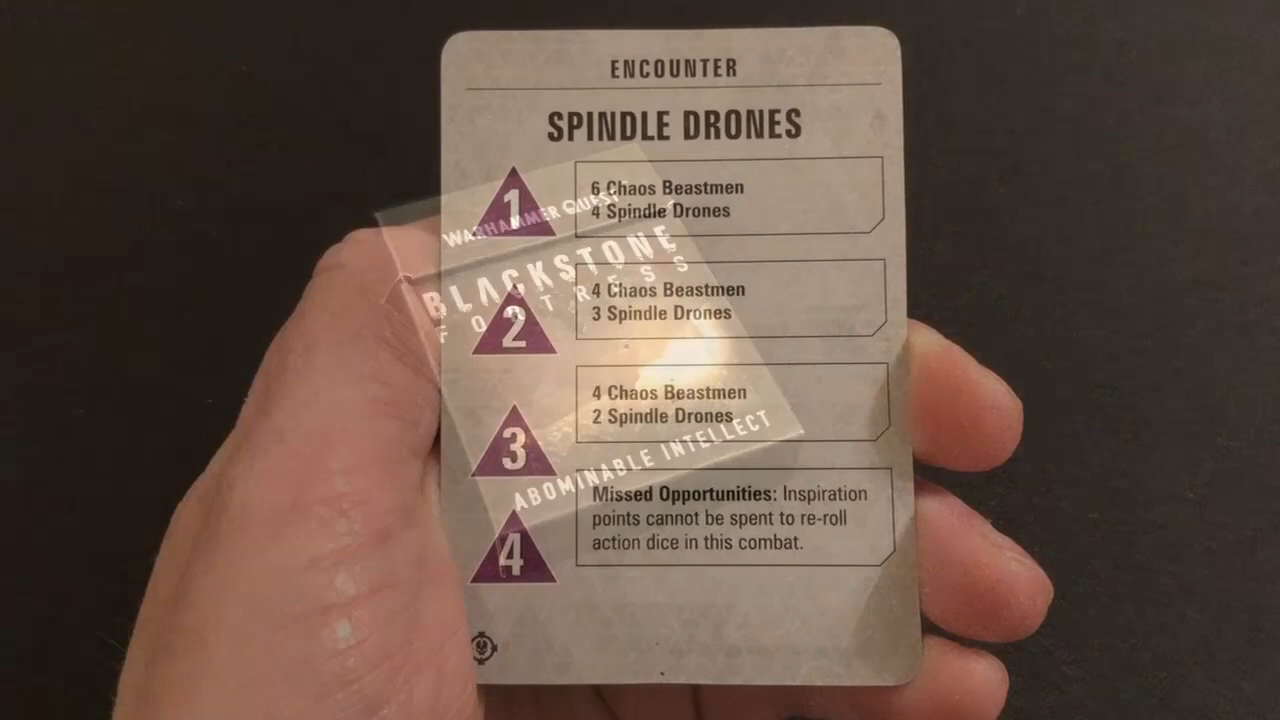 ENCOUNTER
SPINDLE DRONES
1
6 Chaos Beastmen
4 Spindle Drones
WARHAMMER QUEST
BLACKSTONE
FORTRESS
2
4 Chaos Beastmen
3 Spindle Drones
3
4 Chaos Beastmen
2 Spindle Drones
ABOMINABLE INTELLECT
4
Missed Opportunities: Inspiration
points cannot be spent to re-roll
action dice in this combat.